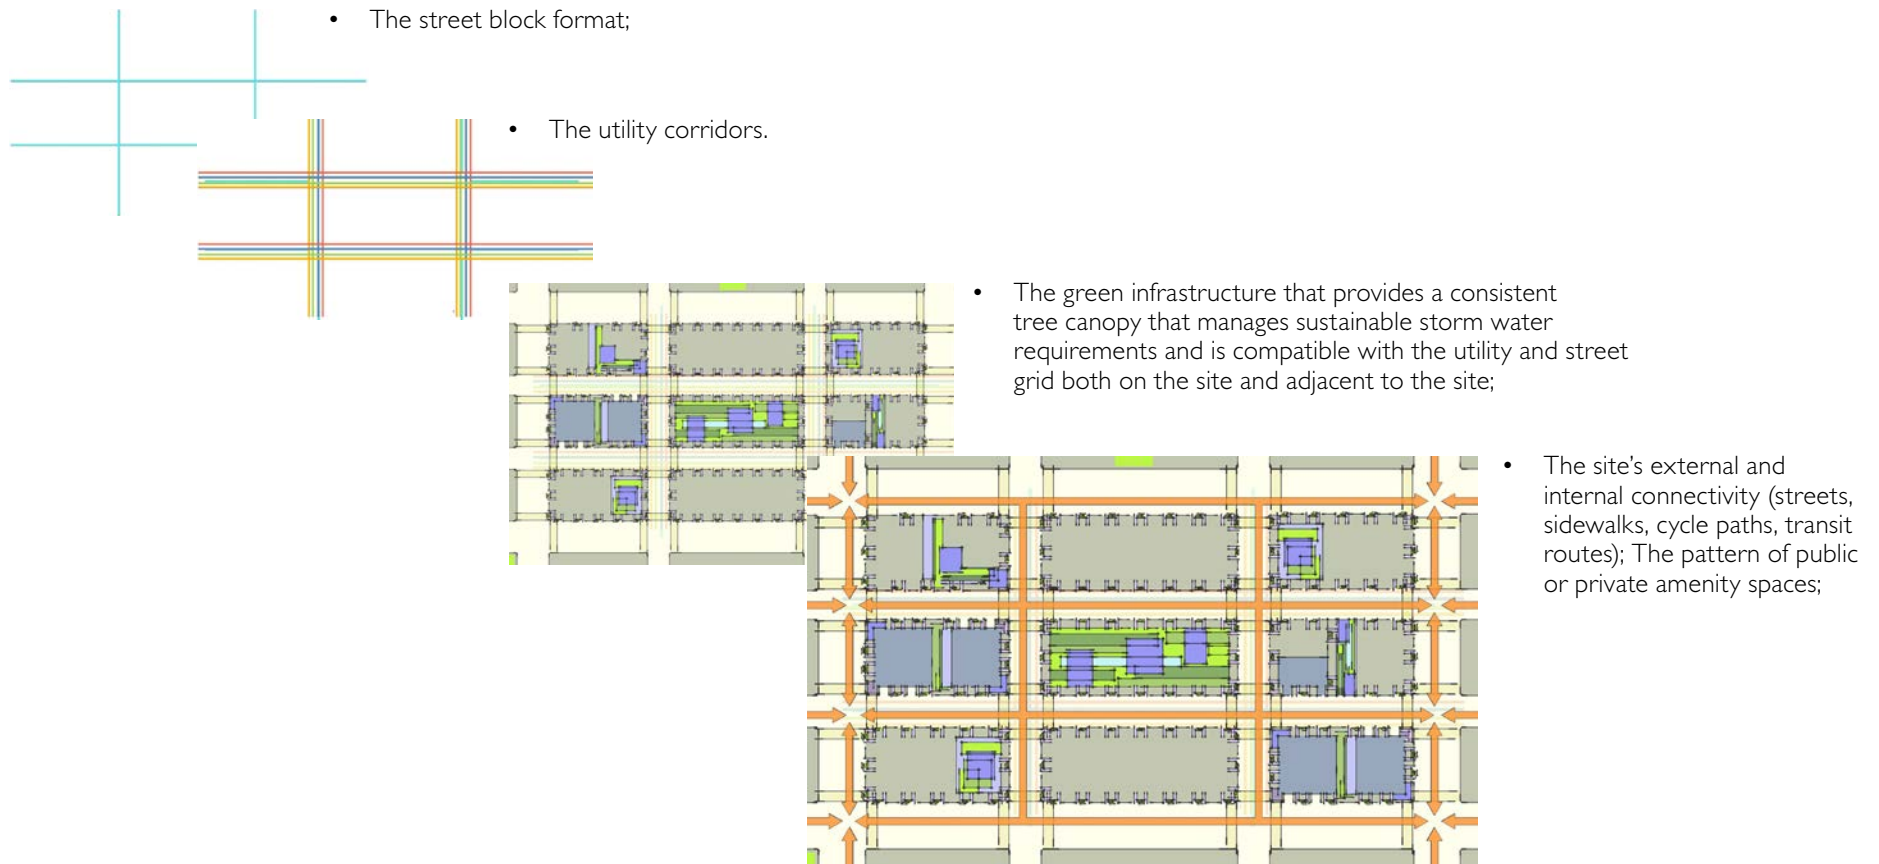 • The street block format;
• The utility corridors.
• The green infrastructure that provides a consistent
tree canopy that manages sustainable storm water
requirements and is compatible with the utility and street
grid both on the site and adjacent to the site;
• The site’s external and
internal connectivity (streets,
sidewalks, cycle paths, transit
routes); The pattern of public
or private amenity spaces;